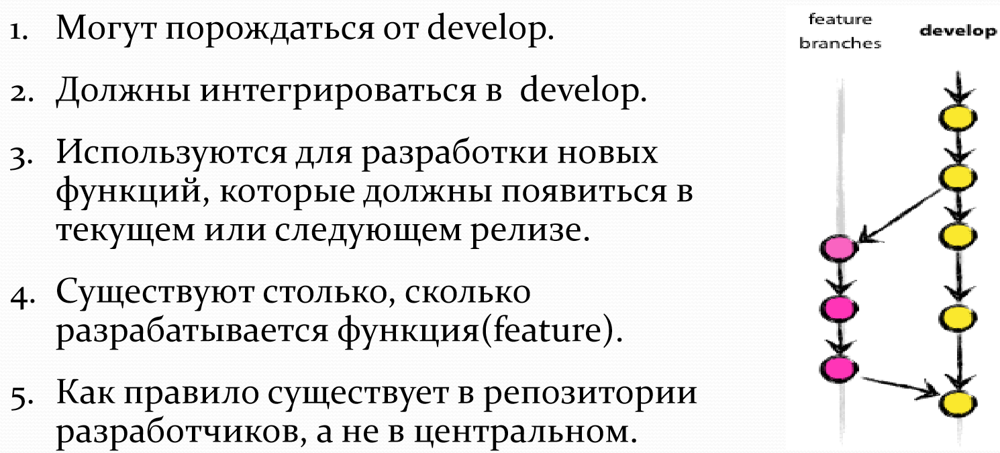 1. Могут порождаться от develop.
2. Должны интегрироваться в develop.
3. Используются для разработки новых
функций, которые должны появиться в
текущем или следующем релизе.
4. Существуют столько, сколько
разрабатывается функция(feature).
5. Как правило существует в репозитории
разработчиков, а не в центральном.
feature
branches
develop